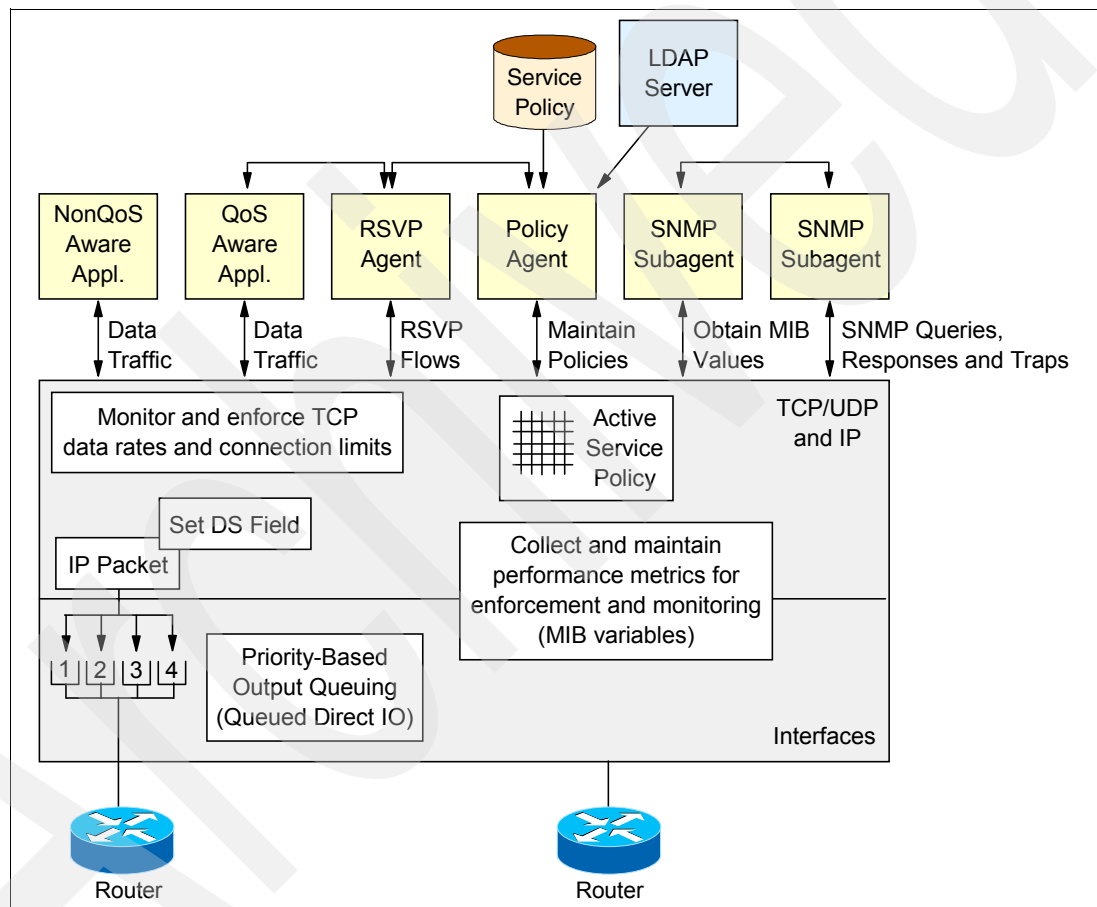 Service
Policy
LDAP
Server
NonQoS
Aware
Appl.
QoS
Aware
Appl.
RSVP
Agent
Policy
Agent
SNMP
Subagent
SNMP
Subagent
Data
Traffic
Data
Traffic
RSVP
Flows
Maintain
Policies
Obtain MIB
Values
SNMP Queries,
Responses and Traps
Monitor and enforce TCP
data rates and connection limits
Active
Service
Policy
TCP/UDP
and IP
Set DS Field
IP Packet
Collect and maintain
performance metrics for
enforcement and monitoring
(MIB variables)
1 2 3 4
Priority-Based
Output Queuing
(Queued Direct IO)
Interfaces
Router
Router
Archived